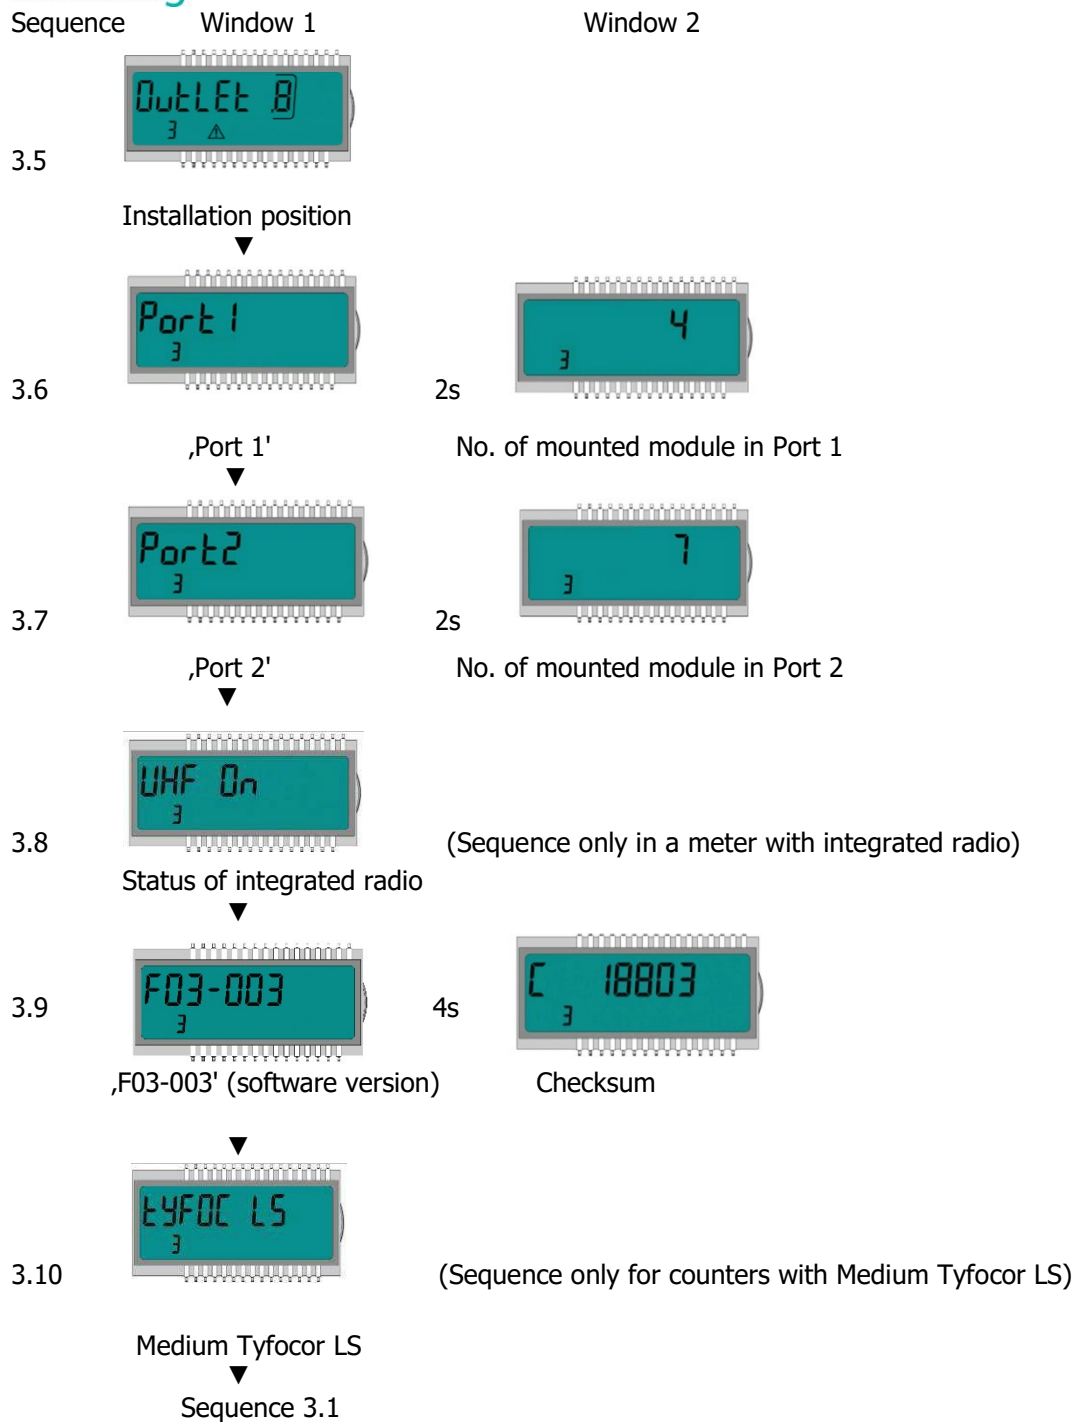 Sequence Window 1 Window 2
OutLEt 8
3 ⚠
3.5
Installation position
▼
Port 1
3
4
3
3.6 2s
‚Port 1' No. of mounted module in Port 1
▼
Port2
3
7
3
3.7 2s
‚Port 2' No. of mounted module in Port 2
▼
UHF On
3
3.8 (Sequence only in a meter with integrated radio)
Status of integrated radio
▼
F03-003
3
C 18803
3
3.9 4s
‚F03-003' (software version) Checksum
▼
tYFOC LS
3
3.10 (Sequence only for counters with Medium Tyfocor LS)
Medium Tyfocor LS
▼
Sequence 3.1